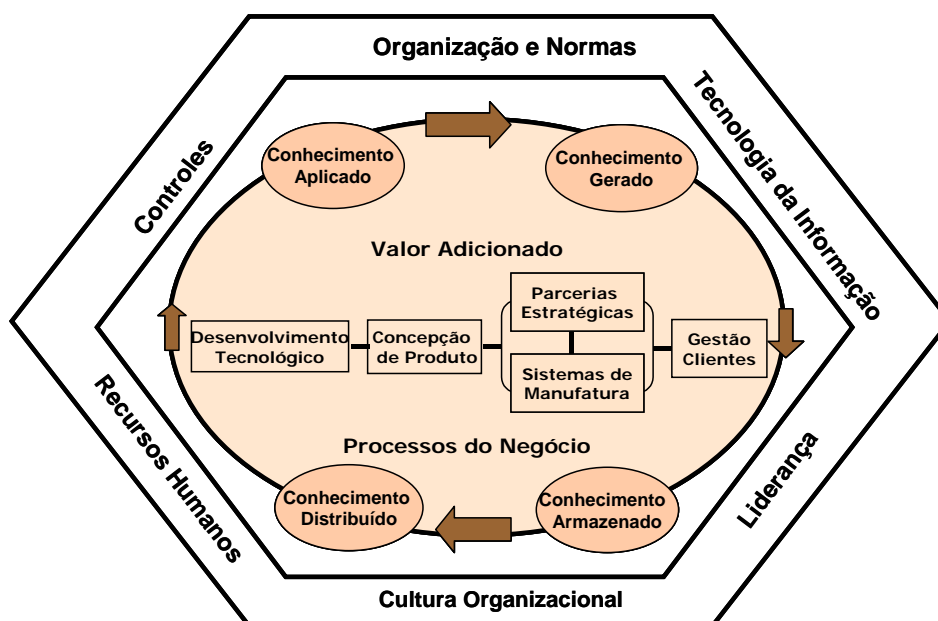 Organização e Normas
Tecnologia da Informação
Controles
Conhecimento
Aplicado
Conhecimento
Gerado
Valor Adicionado
Parcerias
Estratégicas
Desenvolvimento
Tecnológico
Concepção
de Produto
Gestão
Clientes
Sistemas de
Manufatura
Processos do Negócio
Recursos Humanos
Liderança
Conhecimento
Distribuído
Conhecimento
Armazenado
Cultura Organizacional